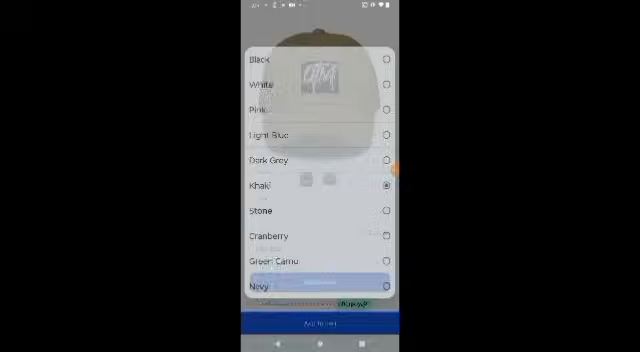 Black
White
Pink
Light Blue
Dark Grey
Khaki
Stone
Cranberry
Green Camo
Navy